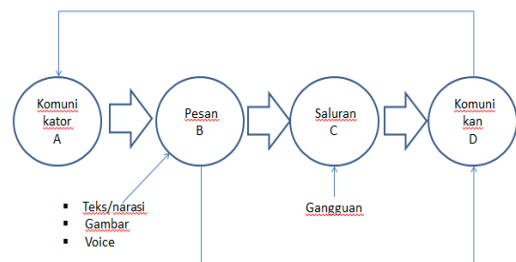 Komuni
kator
A
Pesan
B
Saluran
C
Komuni
kan
D
▪ Teks/narasi
▪ Gambar
▪ Voice
Gangguan